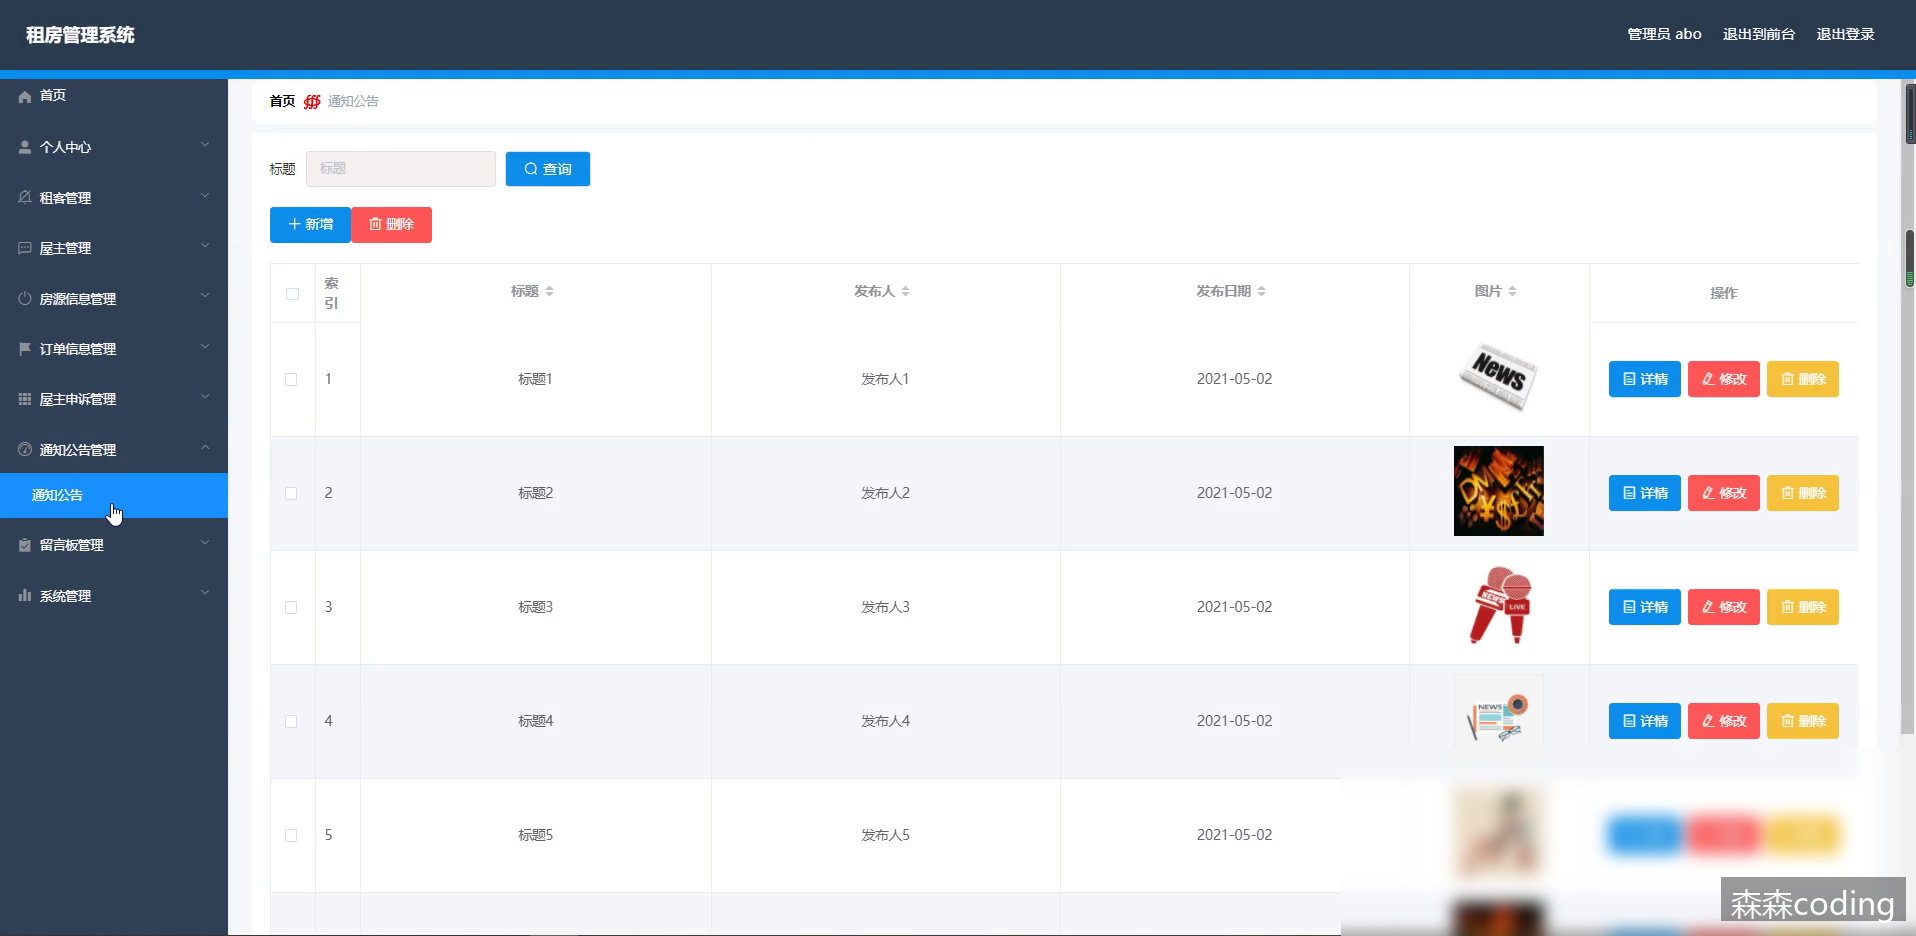 租房管理系统
管理员 abo 退出到前台 退出登录
首页
个人中心
租客管理
屋主管理
房源信息管理
订单信息管理
屋主申诉管理
通知公告管理
通知公告
留言板管理
系统管理
首页 通知公告
标题 标题 查询
新增 删除
索引 标题 发布人 发布日期 图片 操作
1 标题1 发布人1 2021-05-02 News 详情 修改 删除
2 标题2 发布人2 2021-05-02 详情 修改 删除
3 标题3 发布人3 2021-05-02 NEWS LIVE 详情 修改 删除
4 标题4 发布人4 2021-05-02 NEWS 详情 修改 删除
5 标题5 发布人5 2021-05-02
森森coding